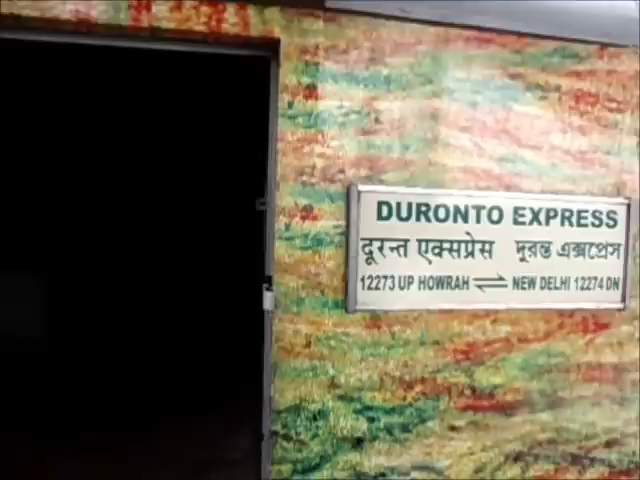 DURONTO EXPRESS
दूरन्त एक्सप्रेस দুরন্ত এক্সপ্রেস
12273 UP HOWRAH ⇌ NEW DELHI 12274 DN